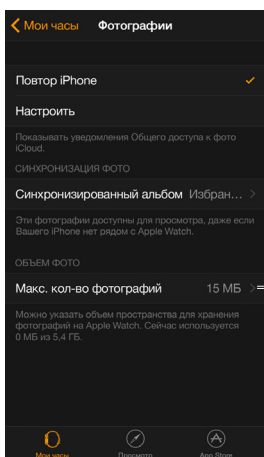 Мои часы Фотографии
Повтор iPhone
Настроить
Показывать уведомления Общего доступа к фото
iCloud.
СИНХРОНИЗАЦИЯ ФОТО
Синхронизированный альбом Избран...
Эти фотографии доступны для просмотра, даже если
Вашего iPhone нет рядом с Apple Watch.
ОБЪЕМ ФОТО
Макс. кол-во фотографий 15 МБ
Можно указать объем пространства для хранения
фотографий на Apple Watch. Сейчас используется
0 МБ из 5,4 ГБ.
Мои часы Просмотр App Store